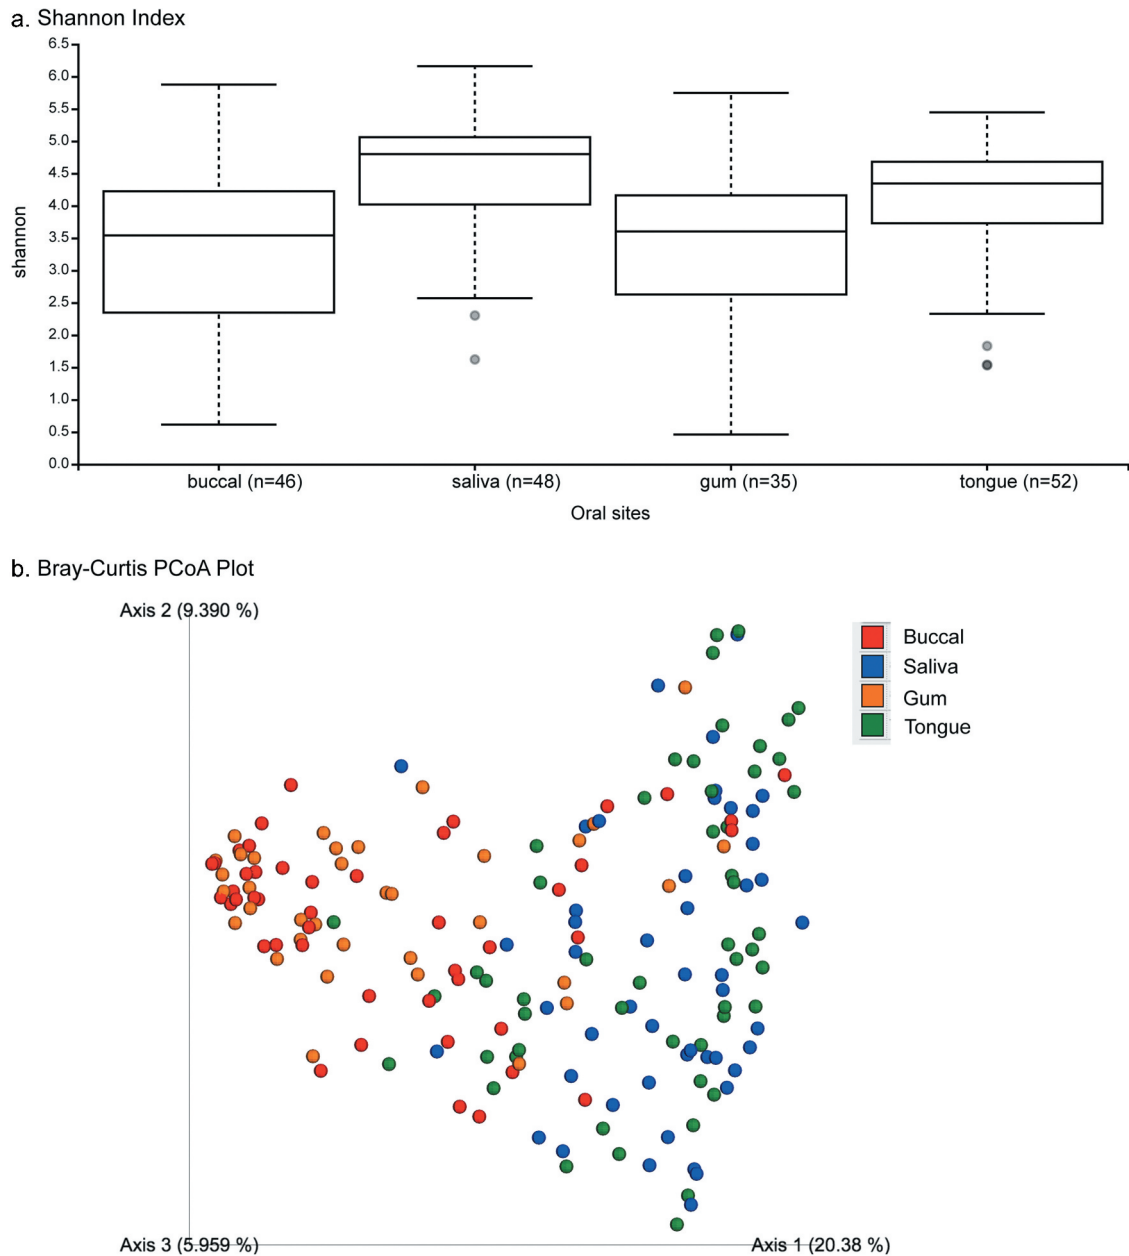 a. Shannon Index
6.5
6.0
5.5
5.0
4.5
4.0
3.5
3.0
2.5
2.0
1.5
1.0
0.5
0.0
shannon
buccal (n=46) saliva (n=48) gum (n=35) tongue (n=52)
Oral sites
b. Bray-Curtis PCoA Plot
Axis 2 (9.390 %)
Buccal
Saliva
Gum
Tongue
Axis 3 (5.959 %) Axis 1 (20.38 %)